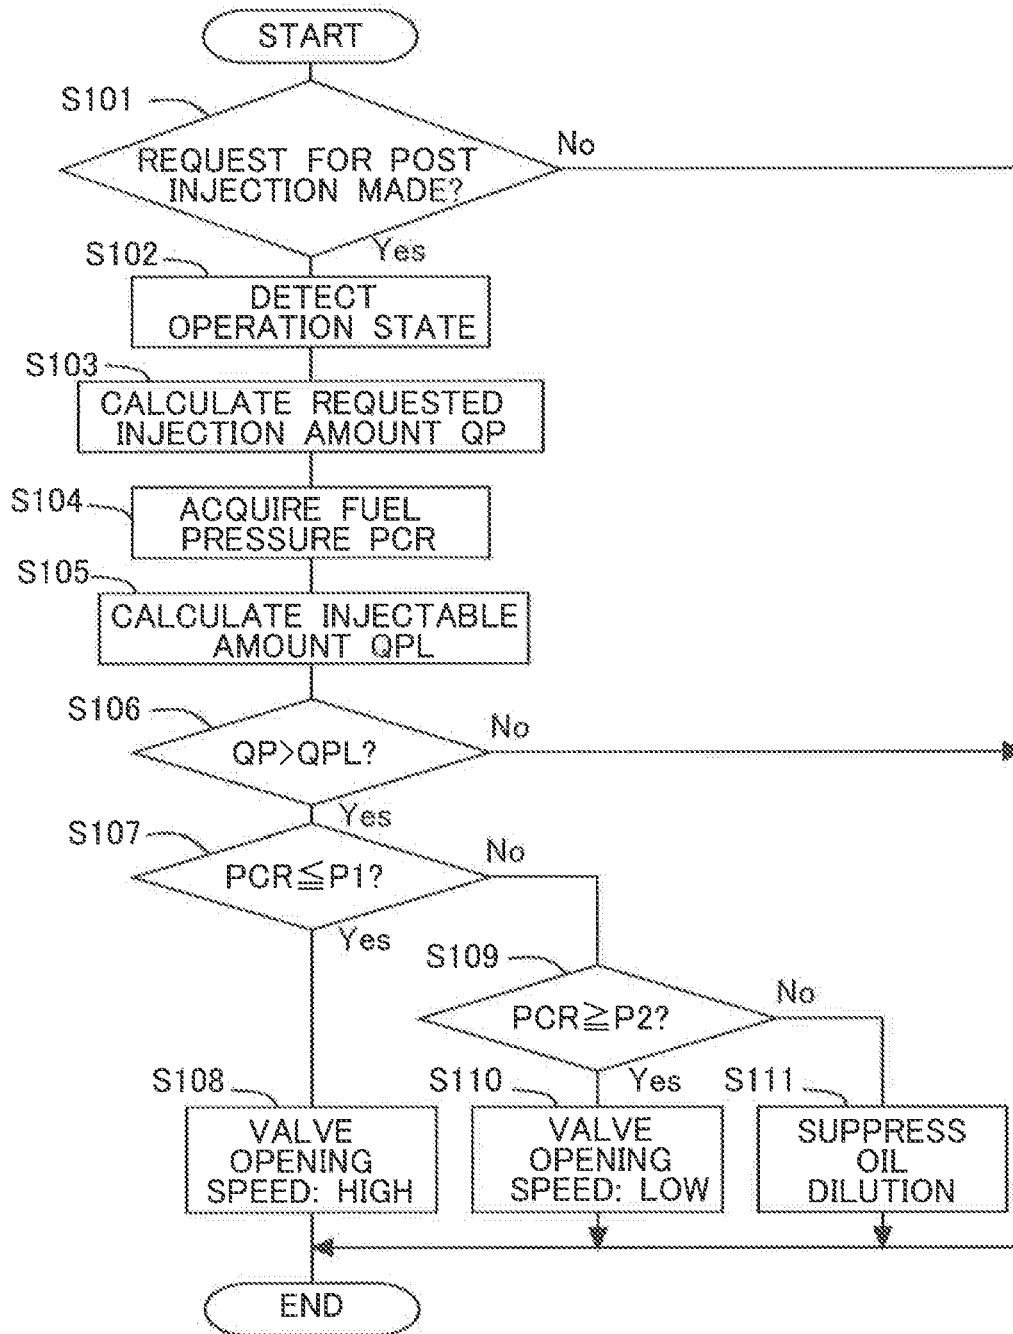 START
S101
REQUEST FOR POST
INJECTION MADE?
No
Yes
S102
DETECT
OPERATION STATE
S103
CALCULATE REQUESTED
INJECTION AMOUNT QP
S104
ACQUIRE FUEL
PRESSURE PCR
S105
CALCULATE INJECTABLE
AMOUNT QPL
S106
QP>QPL?
No
Yes
S107
PCR≦P1?
No
Yes
S109
PCR≧P2?
No
Yes
S108
VALVE
OPENING
SPEED: HIGH
S110
VALVE
OPENING
SPEED: LOW
S111
SUPPRESS
OIL
DILUTION
END